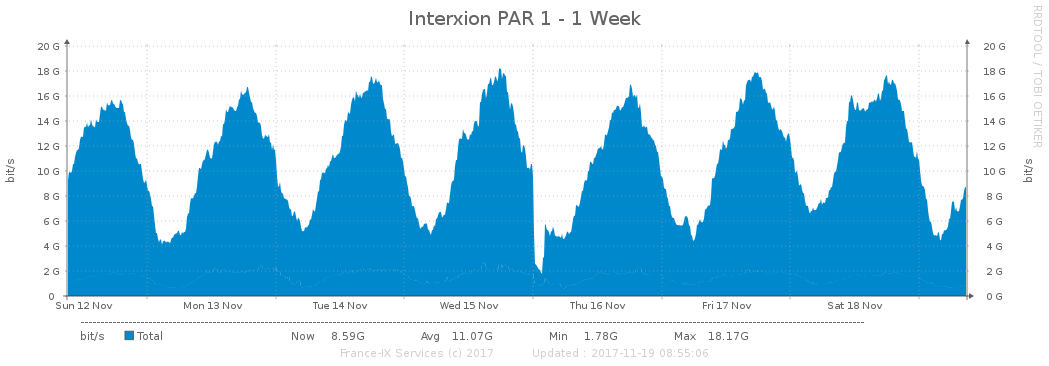 Interxion PAR 1 - 1 Week
RRDTOOL / TOBI OETIKER
bit/s
20 G 20 G
18 G 18 G
16 G 16 G
14 G 14 G
12 G 12 G
10 G 10 G
8 G 8 G
6 G 6 G
4 G 4 G
2 G 2 G
0 0 G
bit/s
Sun 12 Nov Mon 13 Nov Tue 14 Nov Wed 15 Nov Thu 16 Nov Fri 17 Nov Sat 18 Nov
bit/s Total Now 8.59G Avg 11.07G Min 1.78G Max 18.17G
France-IX Services (c) 2017 Updated : 2017-11-19 08:55:06